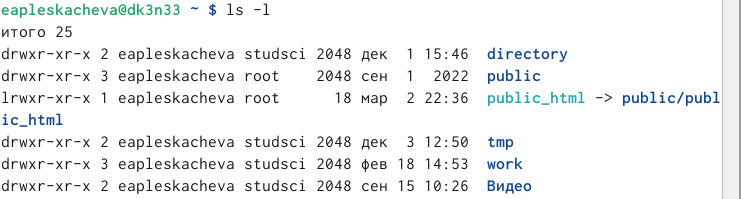 eapleskacheva@dk3n33 ~ $ ls -l
итого 25
drwxr-xr-x 2 eapleskacheva studsci 2048 дек  1 15:46  directory
drwxr-xr-x 3 eapleskacheva root    2048 сен  1  2022  public
lrwxr-xr-x 1 eapleskacheva root      18 мар  2 22:36  public_html -> public/publ
ic_html
drwxr-xr-x 2 eapleskacheva studsci 2048 дек  3 12:50  tmp
drwxr-xr-x 3 eapleskacheva studsci 2048 фев 18 14:53  work
drwxr-xr-x 2 eapleskacheva studsci 2048 сен 15 10:26  Видео